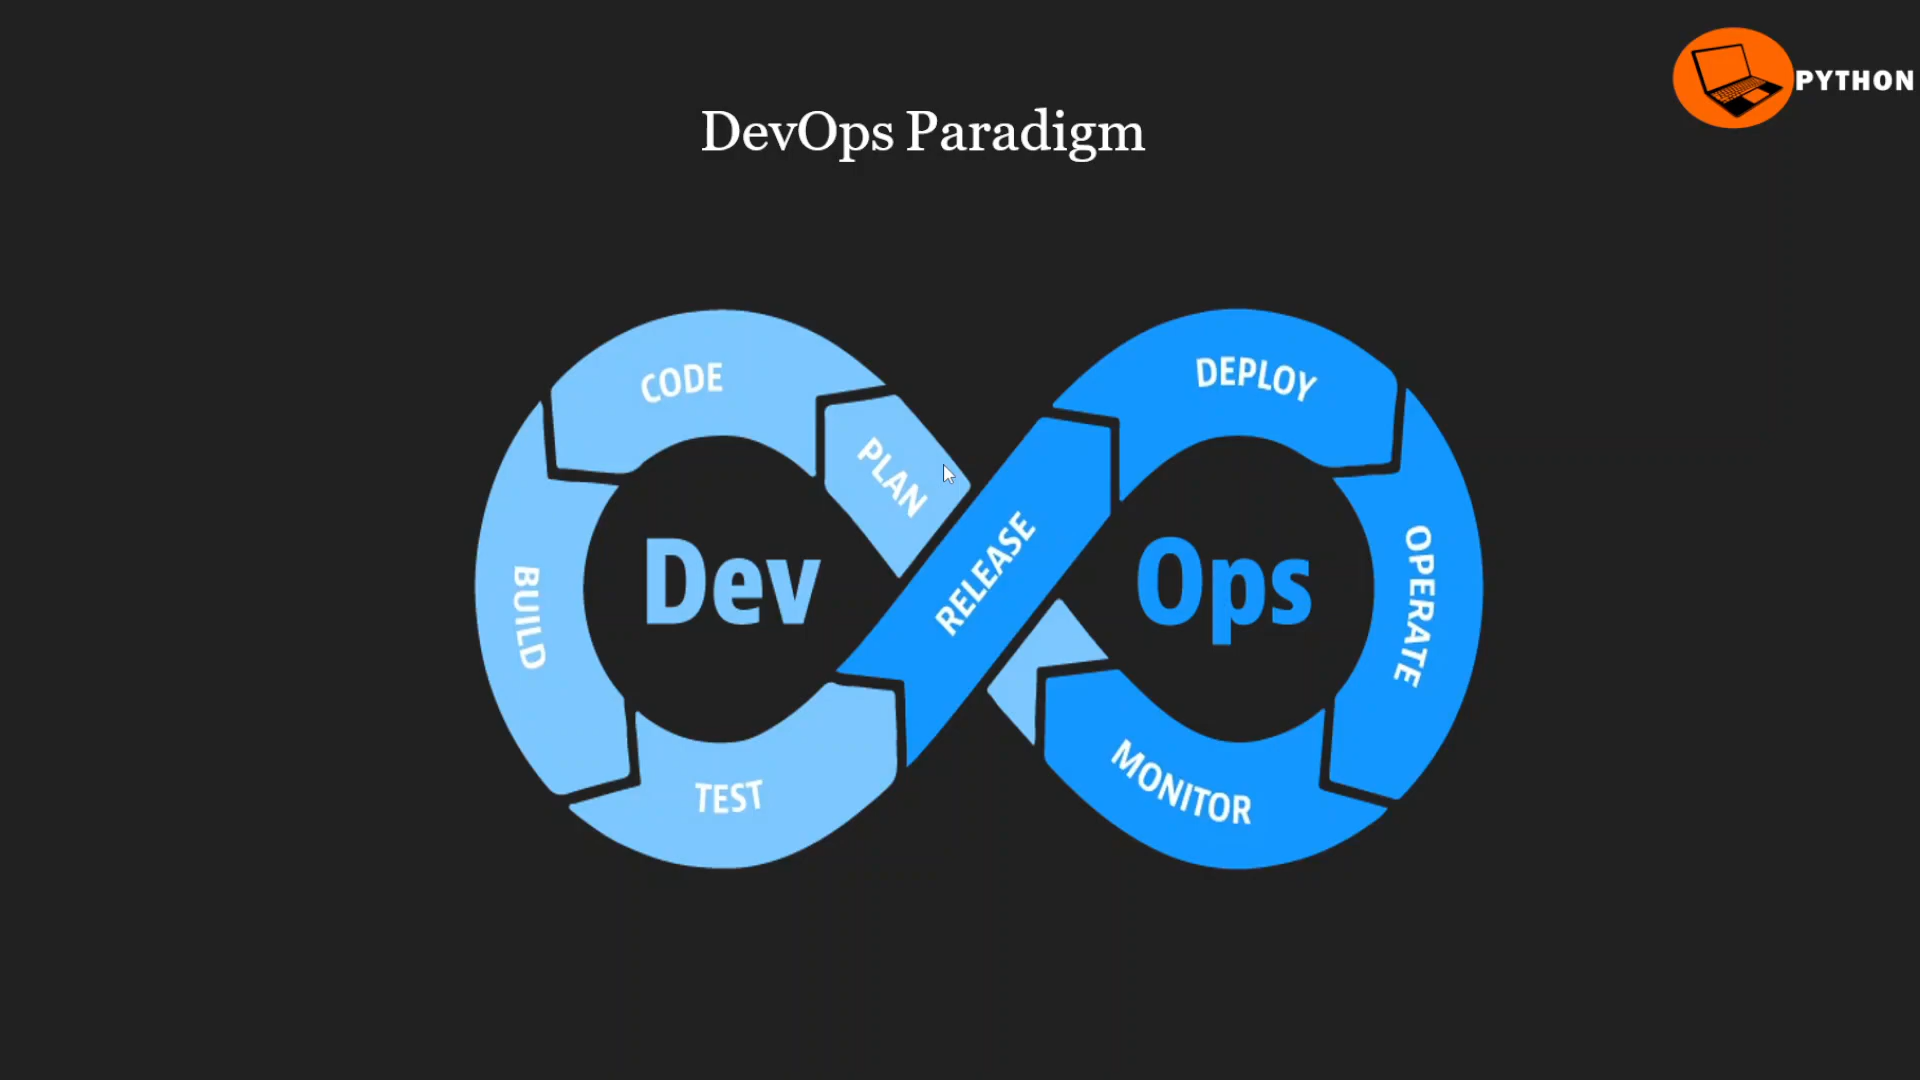 PYTHON
DevOps Paradigm
CODE
PLAN
BUILD
Dev
TEST
RELEASE
DEPLOY
Ops
OPERATE
MONITOR